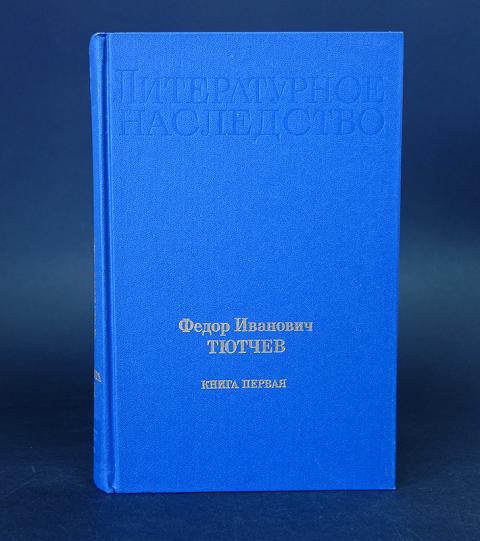 Литературное
наследство
Федор Иванович
ТЮТЧЕВ
КНИГА ПЕРВАЯ